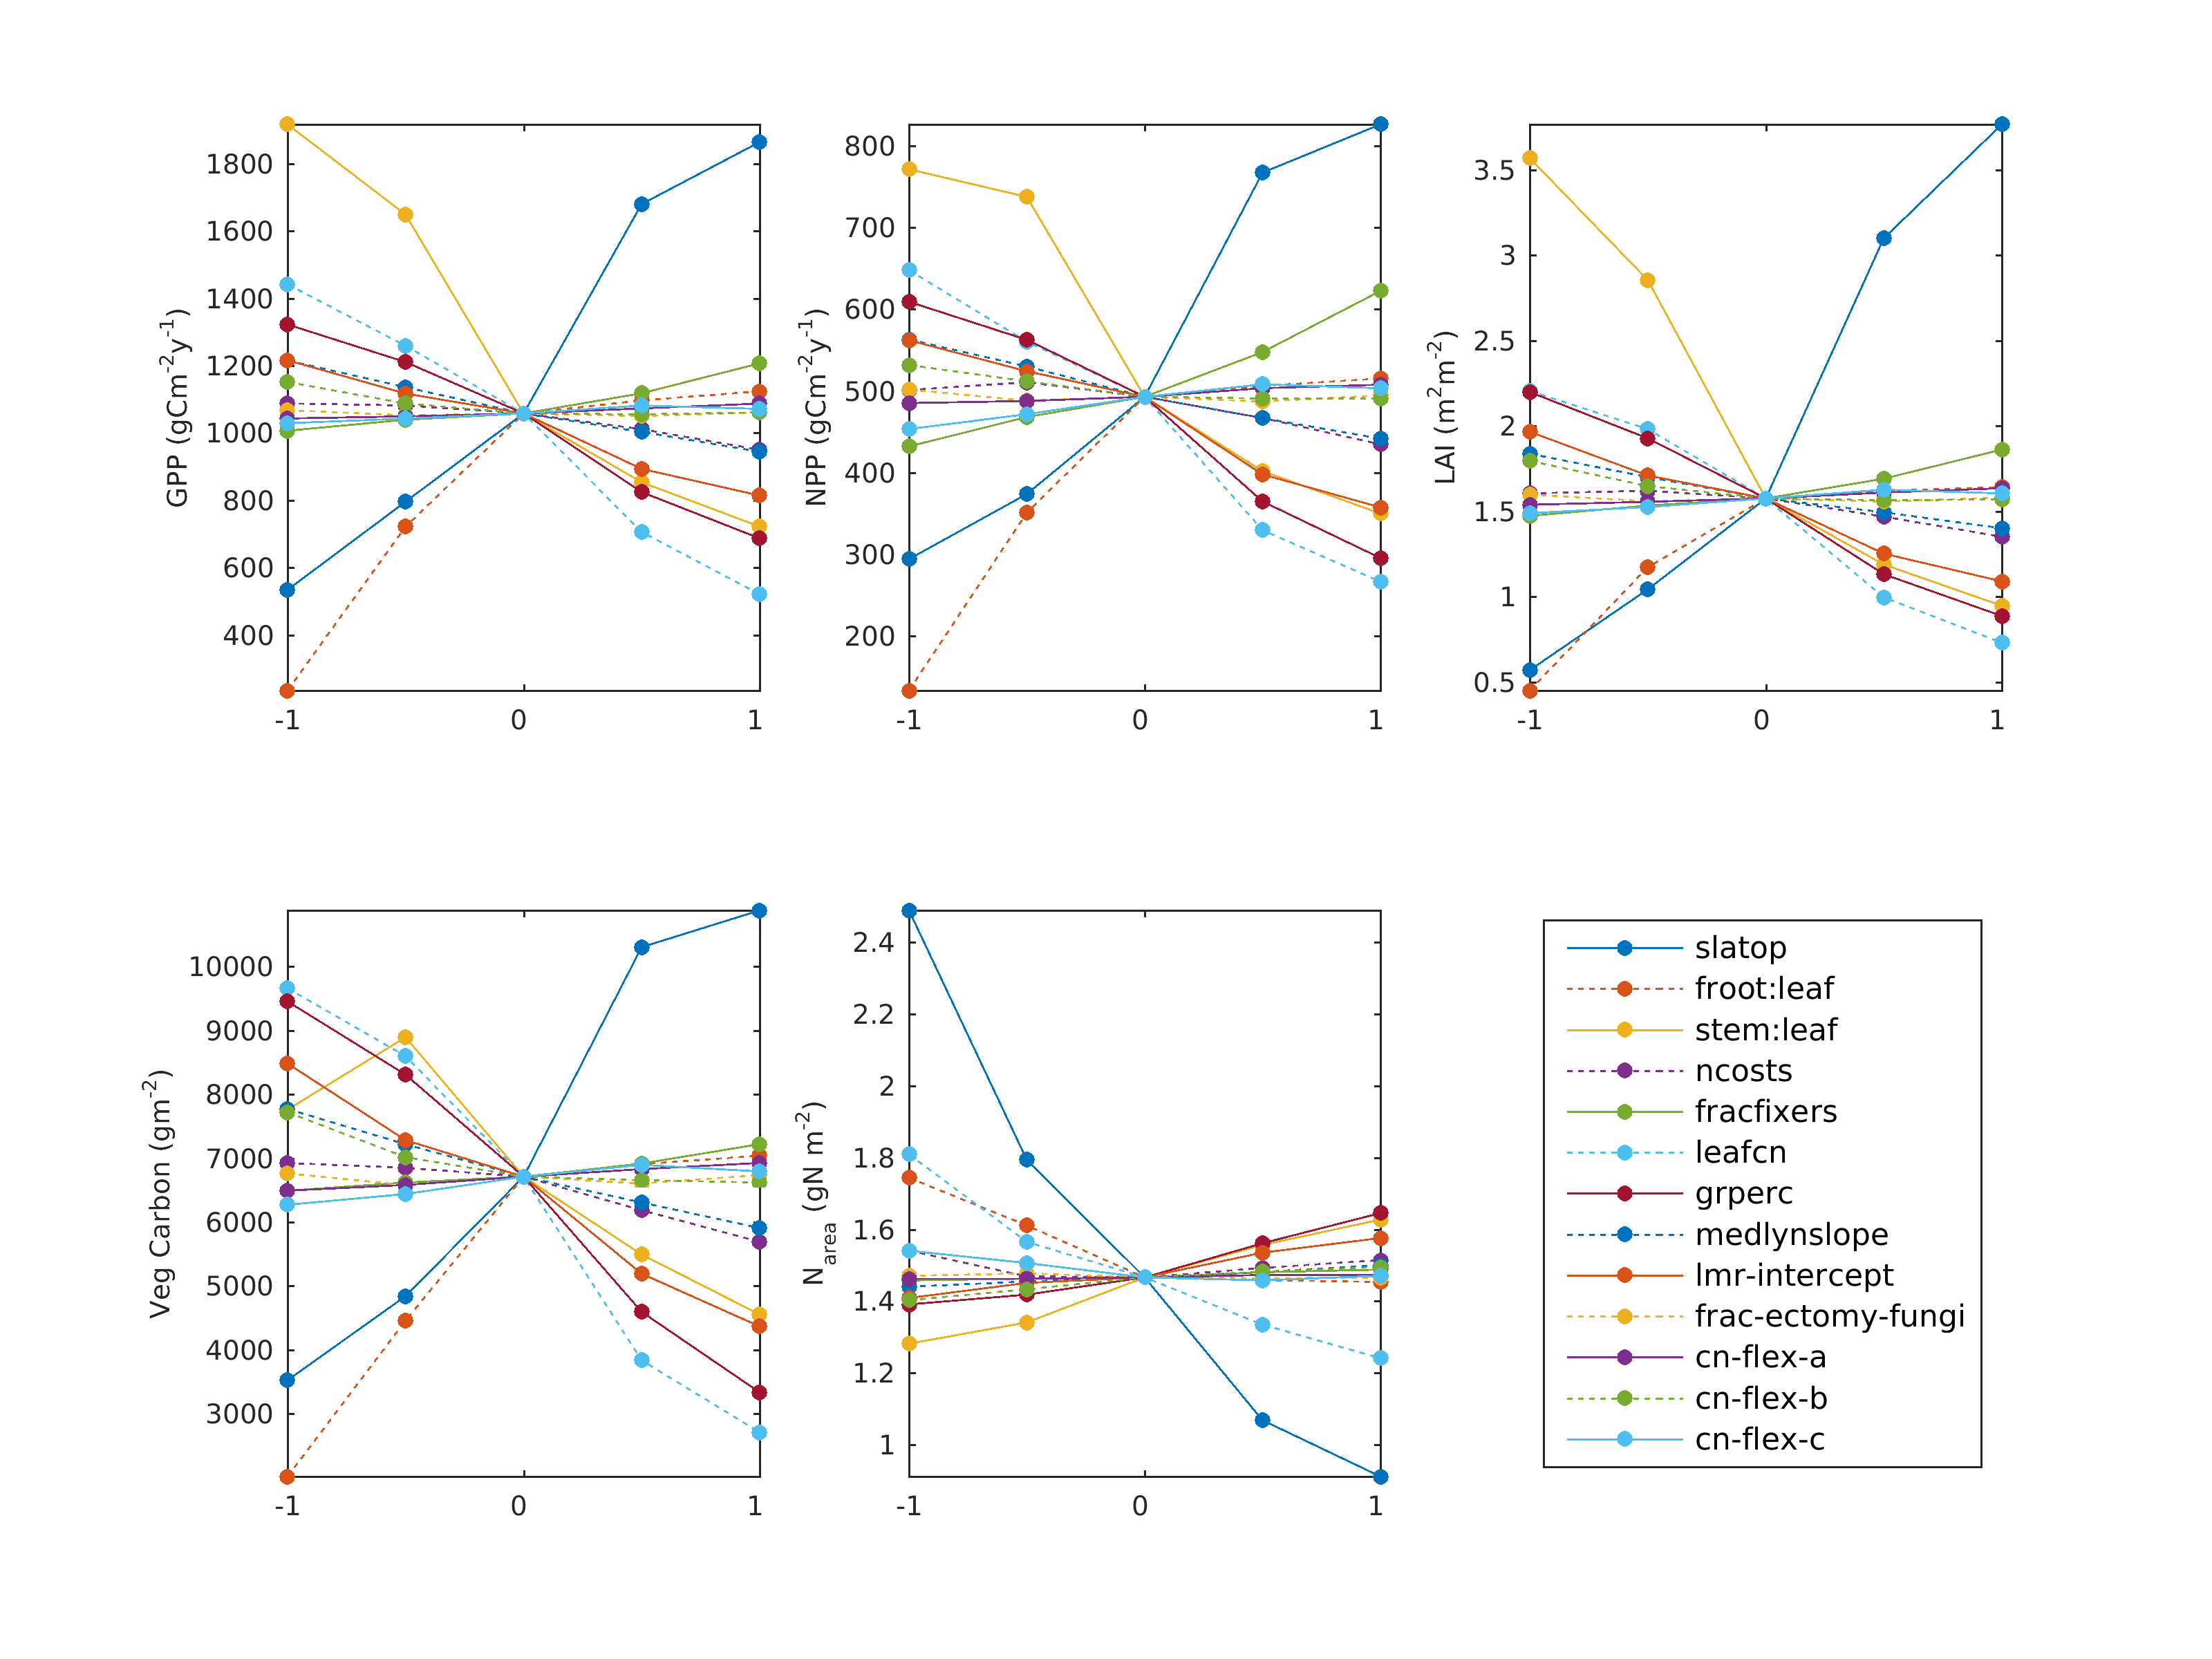 GPP (gCm-2y-1)
1800
1600
1400
1200
1000
800
600
400
-1 0 1
NPP (gCm-2y-1)
800
700
600
500
400
300
200
-1 0 1
LAI (m2m-2)
3.5
3
2.5
2
1.5
1
0.5
-1 0 1
Veg Carbon (gm-2)
10000
9000
8000
7000
6000
5000
4000
3000
-1 0 1
Narea (gN m-2)
2.4
2.2
2
1.8
1.6
1.4
1.2
1
-1 0 1
slatop
froot:leaf
stem:leaf
ncosts
fracfixers
leafcn
grperc
medlynslope
lmr-intercept
frac-ectomy-fungi
cn-flex-a
cn-flex-b
cn-flex-c